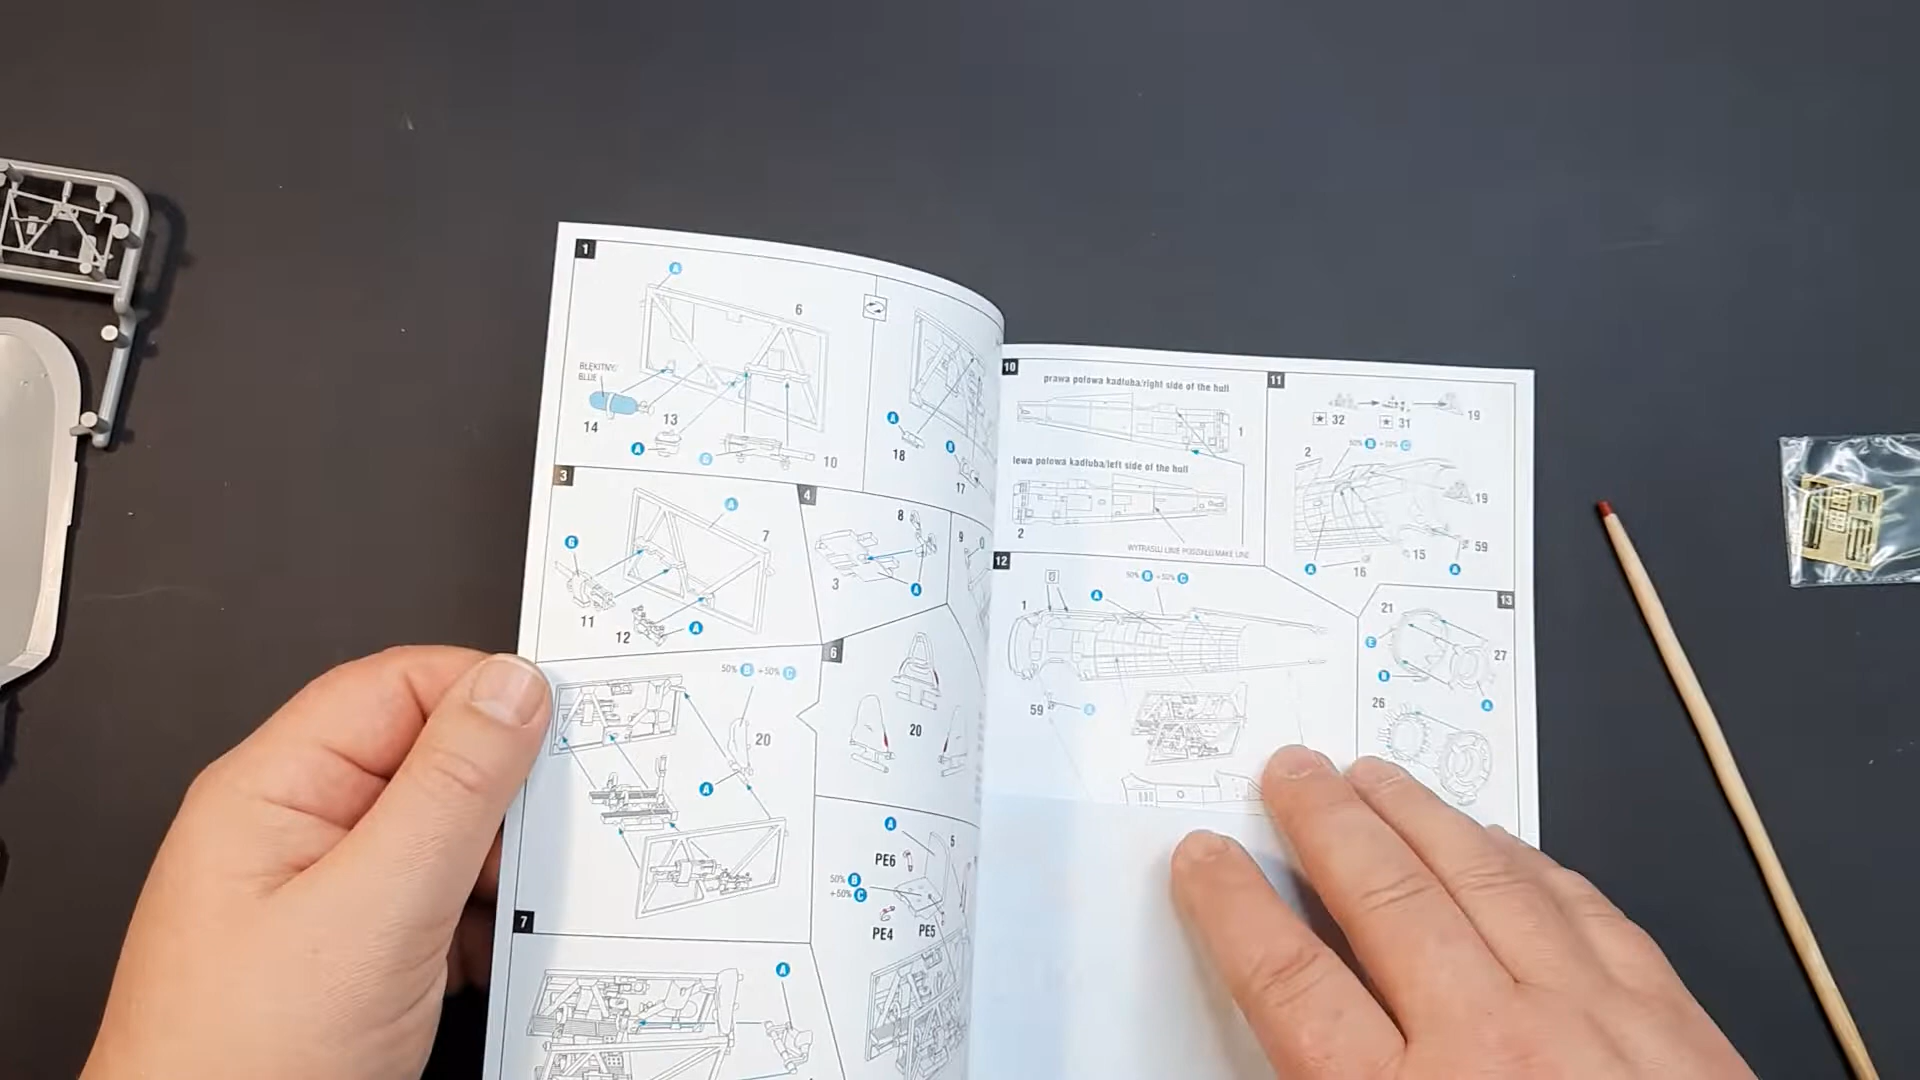 1
A
6
BŁĘKITNY/
BLUE
14
13
A
G
10
A
18
B
17
3
A
7
G
11
12
A
4
8
3
A
9
50% B +50% C
20
A
6
20
A
5
PE6
50% B
+50% C
PE4
PE5
7
A
10
prawa połowa kadłuba/right side of the hull
1
lewa połowa kadłuba/left side of the hull
2
WYTRASUJ LINIE PODZIAŁU/MAKE LINE
11
32
31
19
50% B +50% C
2
19
59
15
A
16
A
12
50% B +50% C
1
A
59
A
13
21
E
27
B
A
26